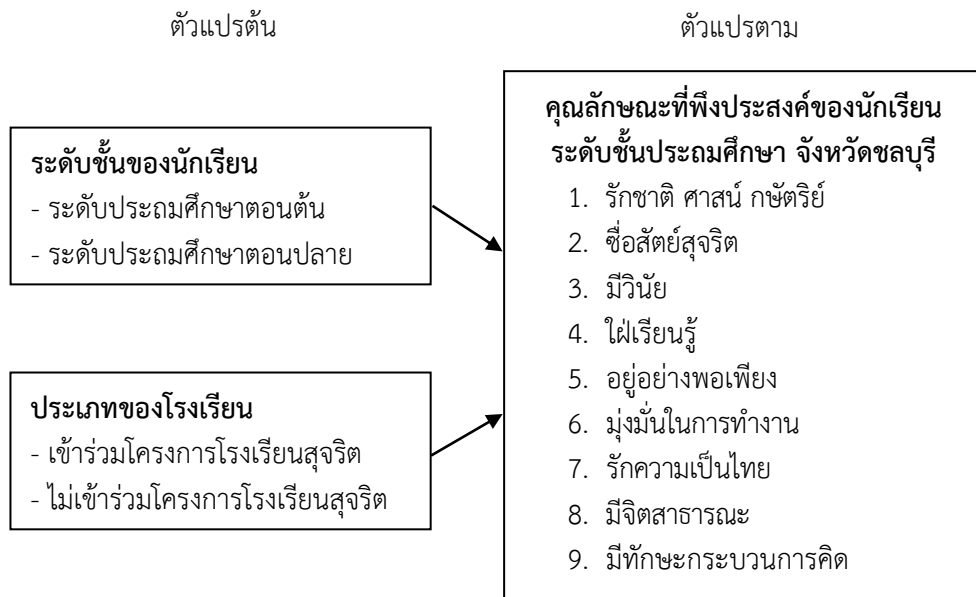 ตัวแปรต้น
ตัวแปรตาม
ระดับชั้นของนักเรียน
- ระดับประถมศึกษาตอนต้น
- ระดับประถมศึกษาตอนปลาย
ประเภทของโรงเรียน
- เข้าร่วมโครงการโรงเรียนสุจริต
- ไม่เข้าร่วมโครงการโรงเรียนสุจริต
คุณลักษณะที่พึงประสงค์ของนักเรียน
ระดับชั้นประถมศึกษา จังหวัดชลบุรี
1. รักชาติ ศาสน์ กษัตริย์
2. ซื่อสัตย์สุจริต
3. มีวินัย
4. ใฝ่เรียนรู้
5. อยู่อย่างพอเพียง
6. มุ่งมั่นในการทำงาน
7. รักความเป็นไทย
8. มีจิตสาธารณะ
9. มีทักษะกระบวนการคิด